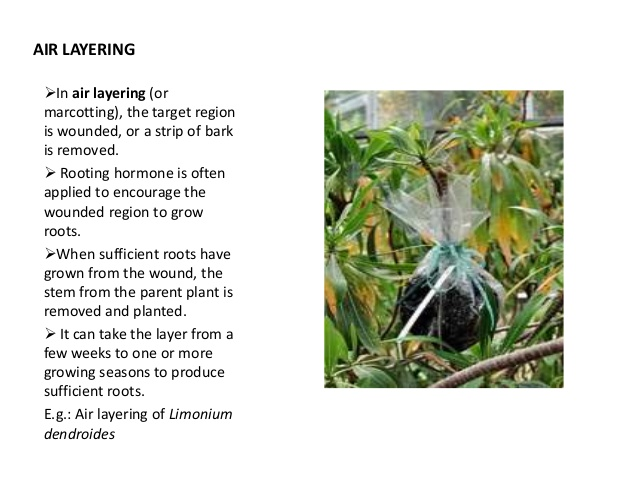 AIR LAYERING
➢In air layering (or
marcotting), the target region
is wounded, or a strip of bark
is removed.
➢ Rooting hormone is often
applied to encourage the
wounded region to grow
roots.
➢When sufficient roots have
grown from the wound, the
stem from the parent plant is
removed and planted.
➢ It can take the layer from a
few weeks to one or more
growing seasons to produce
sufficient roots.
E.g.: Air layering of Limonium
dendroides